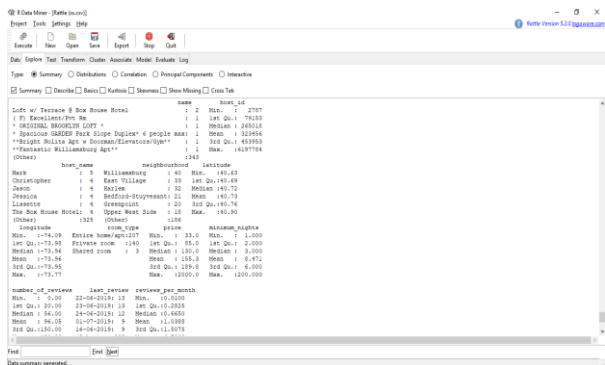 R Data Miner - [Rattle (os.csv)]
Project Tools Settings Help
Rattle Version 5.2.0 togaware.com
Execute New Open Save Export Stop Quit
Data Explore Test Transform Cluster Associate Model Evaluate Log
Type: Summary Distributions Correlation Principal Components Interactive
Summary Describe Basics Kurtosis Skewness Show Missing Cross Tab
name host_id
Loft w/ Terrace @ Box House Hotel : 2 Min. : 2787
( F) Excellent/Pvt Rm : 1 1st Qu.: 79153
* ORIGINAL BROOKLYN LOFT * : 1 Median : 265018
* Spacious GARDEN Park Slope Duplex* 6 people max: 1 Mean : 329656
**Bright Nolita Apt w Doorman/Elevators/Gym** : 1 3rd Qu.: 453953
**Fantastic Williamsburg Apt** : 1 Max. :6197784
(Other) :343
host_name neighbourhood latitude
Mark : 5 Williamsburg : 40 Min. :40.63
Christopher : 4 East Village : 33 1st Qu.:40.69
Jason : 4 Harlem : 32 Median :40.72
Jessica : 4 Bedford-Stuyvesant: 21 Mean :40.73
Lissette : 4 Greenpoint : 20 3rd Qu.:40.76
The Box House Hotel: 4 Upper West Side : 18 Max. :40.90
(Other) :325 (Other) :186
longitude room_type price minimum_nights
Min. :-74.09 Entire home/apt:207 Min. : 33.0 Min. : 1.000
1st Qu.:-73.98 Private room :140 1st Qu.: 85.0 1st Qu.: 2.000
Median :-73.96 Shared room : 3 Median : 130.0 Median : 3.000
Mean :-73.96 Mean : 155.3 Mean : 8.471
3rd Qu.:-73.95 3rd Qu.: 189.8 3rd Qu.: 6.000
Max. :-73.77 Max. :2000.0 Max. :200.000
number_of_reviews last_review reviews_per_month
Min. : 0.00 22-06-2019: 13 Min. :0.0100
1st Qu.: 20.00 23-06-2019: 13 1st Qu.:0.2825
Median : 56.00 24-06-2019: 12 Median :0.6650
Mean : 96.05 01-07-2019: 9 Mean :1.0385
3rd Qu.:150.00 16-06-2019: 9 3rd Qu.:1.5075
Find: Find Next
Data summary generated.